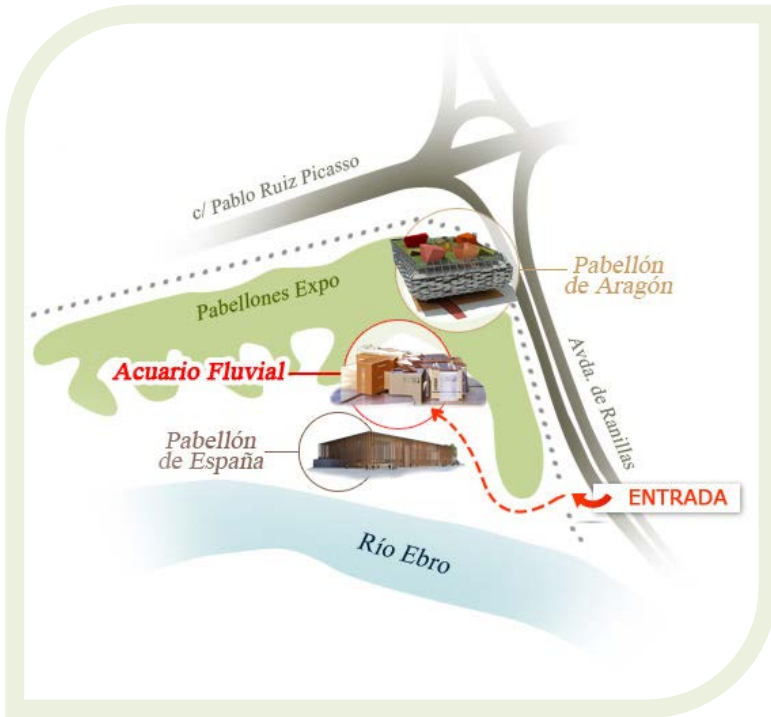 c/ Pablo Ruiz Picasso
Pabellón
de Aragón
Pabellones Expo
Acuario Fluvial
Avda. de Ranillas
Pabellón
de España
ENTRADA
Río Ebro